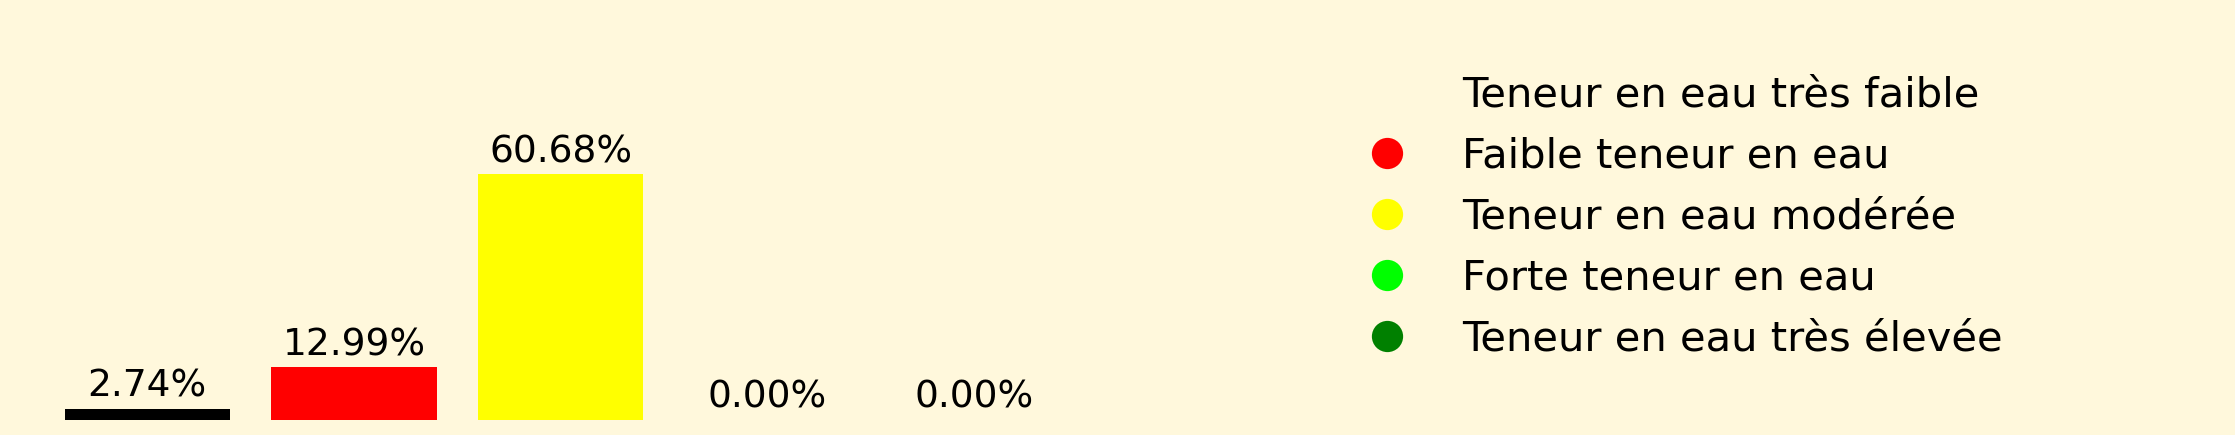 60.68%
12.99%
2.74%
0.00%
0.00%
Teneur en eau très faible
Faible teneur en eau
Teneur en eau modérée
Forte teneur en eau
Teneur en eau très élevée